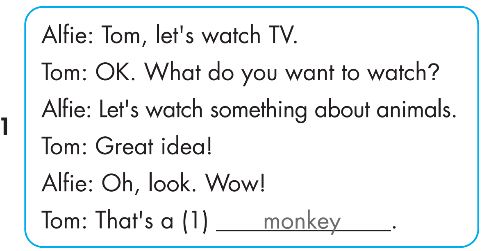 Alfie: Tom, let's watch TV.
Tom: OK. What do you want to watch?
Alfie: Let's watch something about animals.
1
Tom: Great idea!
Alfie: Oh, look. Wow!
Tom: That's a (1) monkey.